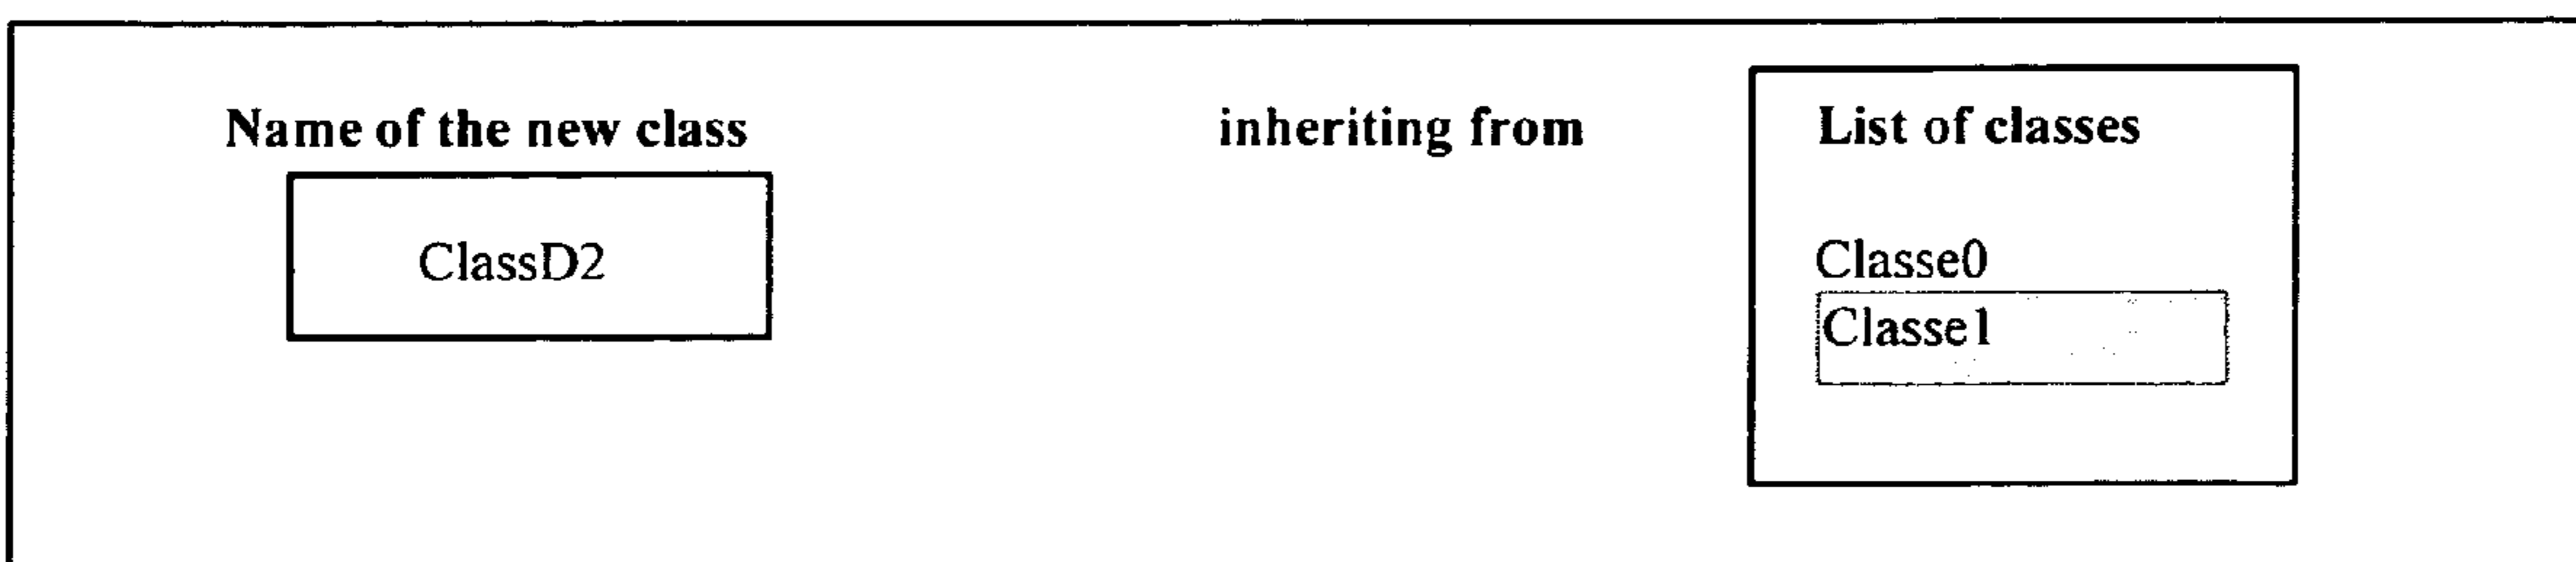 Name of the new class
inheriting from
List of classes
ClassD2
Classe0
Classe1